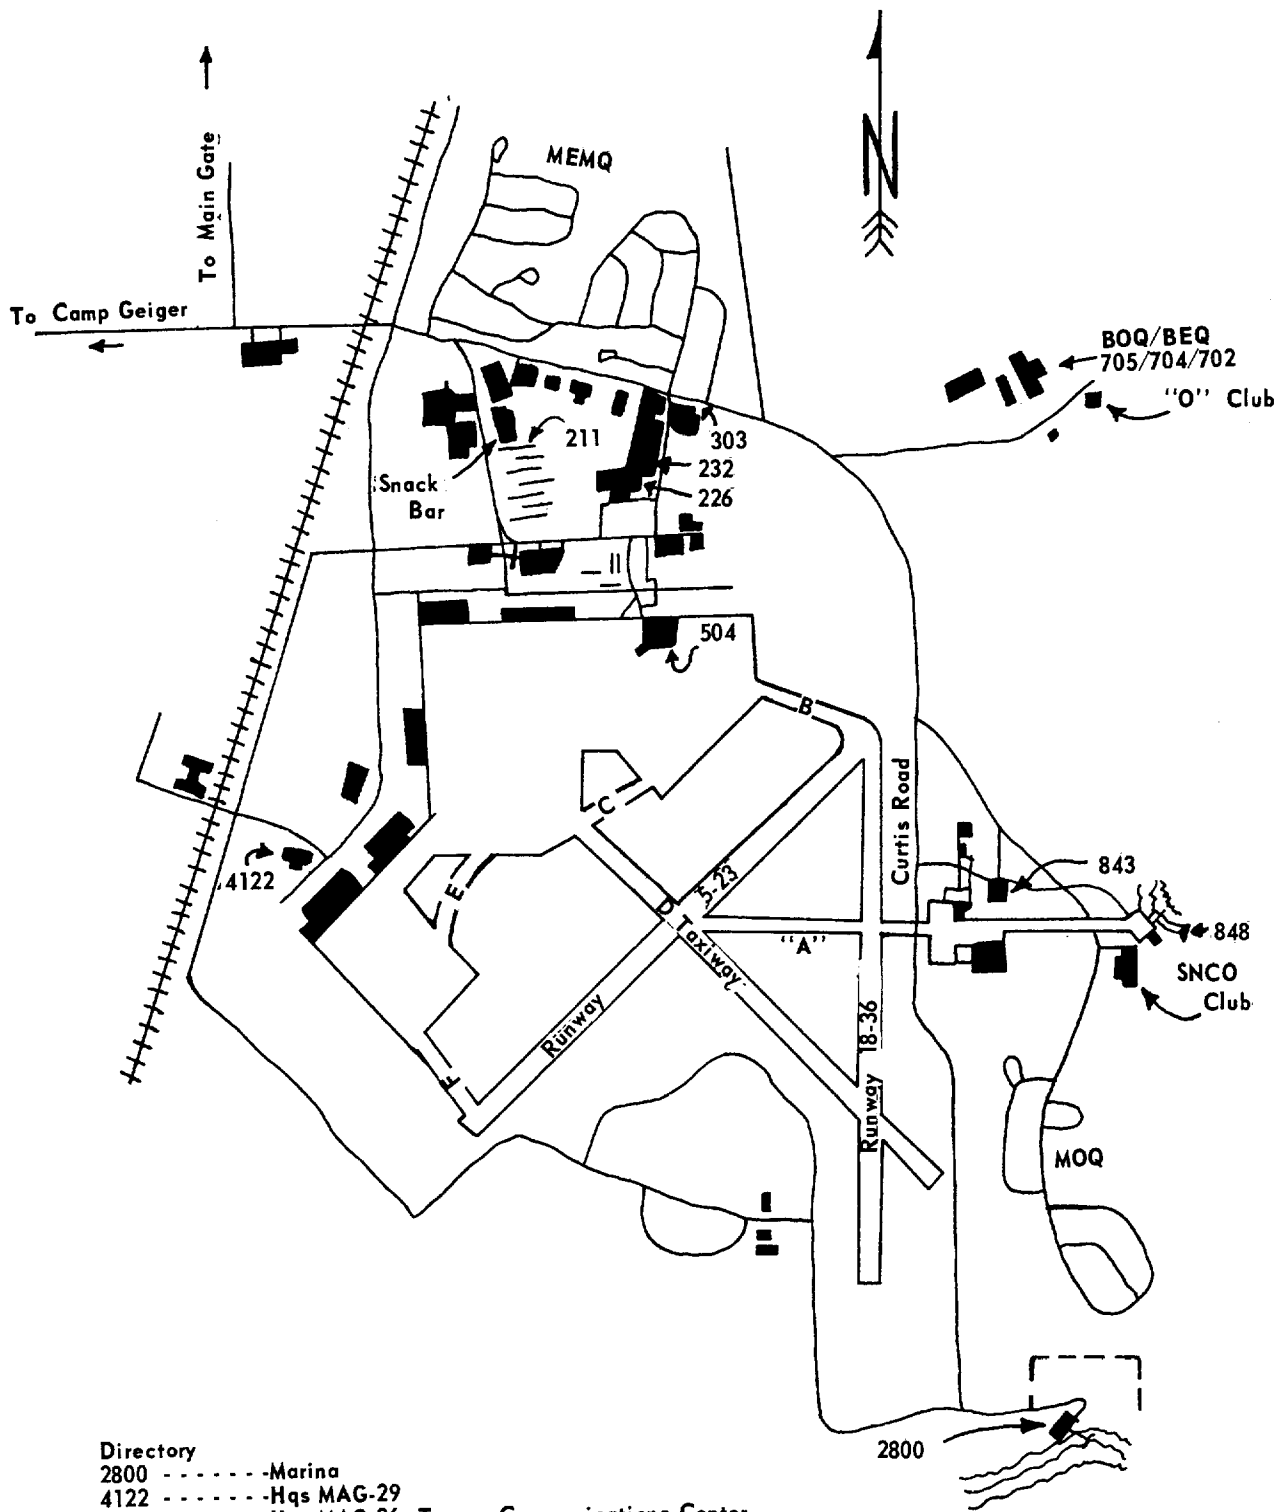 N
MEMQ
To Main Gate
To Camp Geiger
BOQ/BEQ
705/704/702
"O" Club
211
303
232
226
Snack
Bar
504
B
C
Curtis Road
4122
E
D
5-23
Taxiway
"A"
843
848
SNCO
Club
Runway
Runway 18-36
F
MOQ
2800
Directory
2800 - - - - - - -Marina
4122 - - - - - - -Hqs MAG-29
Communications Center